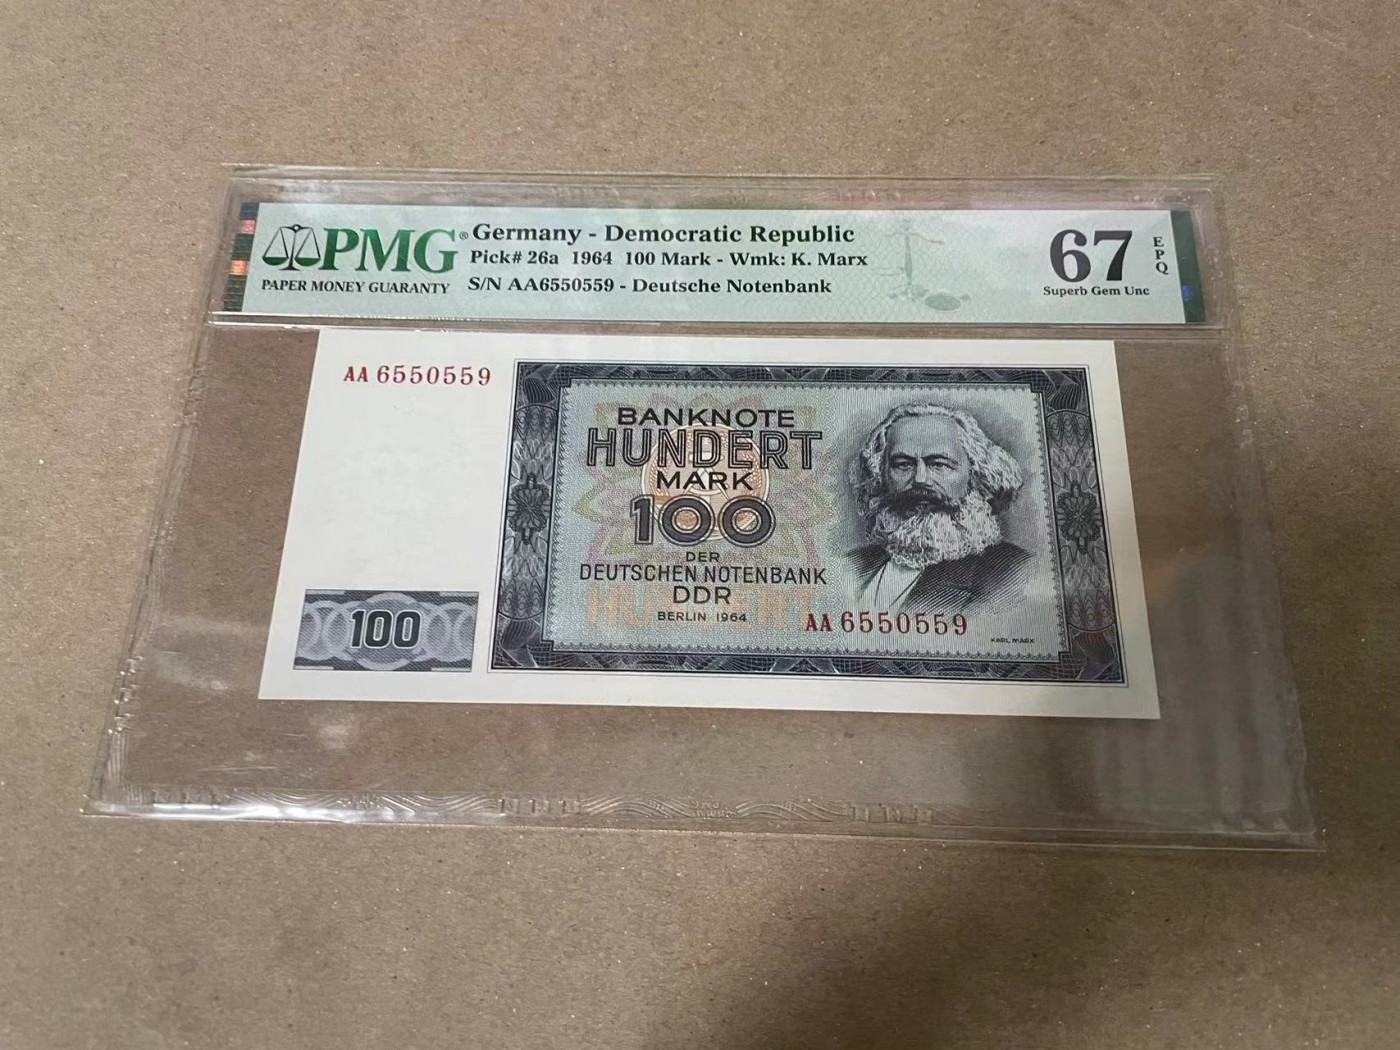 PMG® Germany - Democratic Republic
Pick# 26a 1964 100 Mark - Wmk: K. Marx
PAPER MONEY GUARANTY S/N AA6550559 - Deutsche Notenbank
67 EPQ
Superb Gem Unc
AA 6550559
BANKNOTE
HUNDERT
MARK
100
DER
DEUTSCHEN NOTENBANK
DDR
BERLIN 1964
HUNDERT
AA 6550559
KARL MARX
100